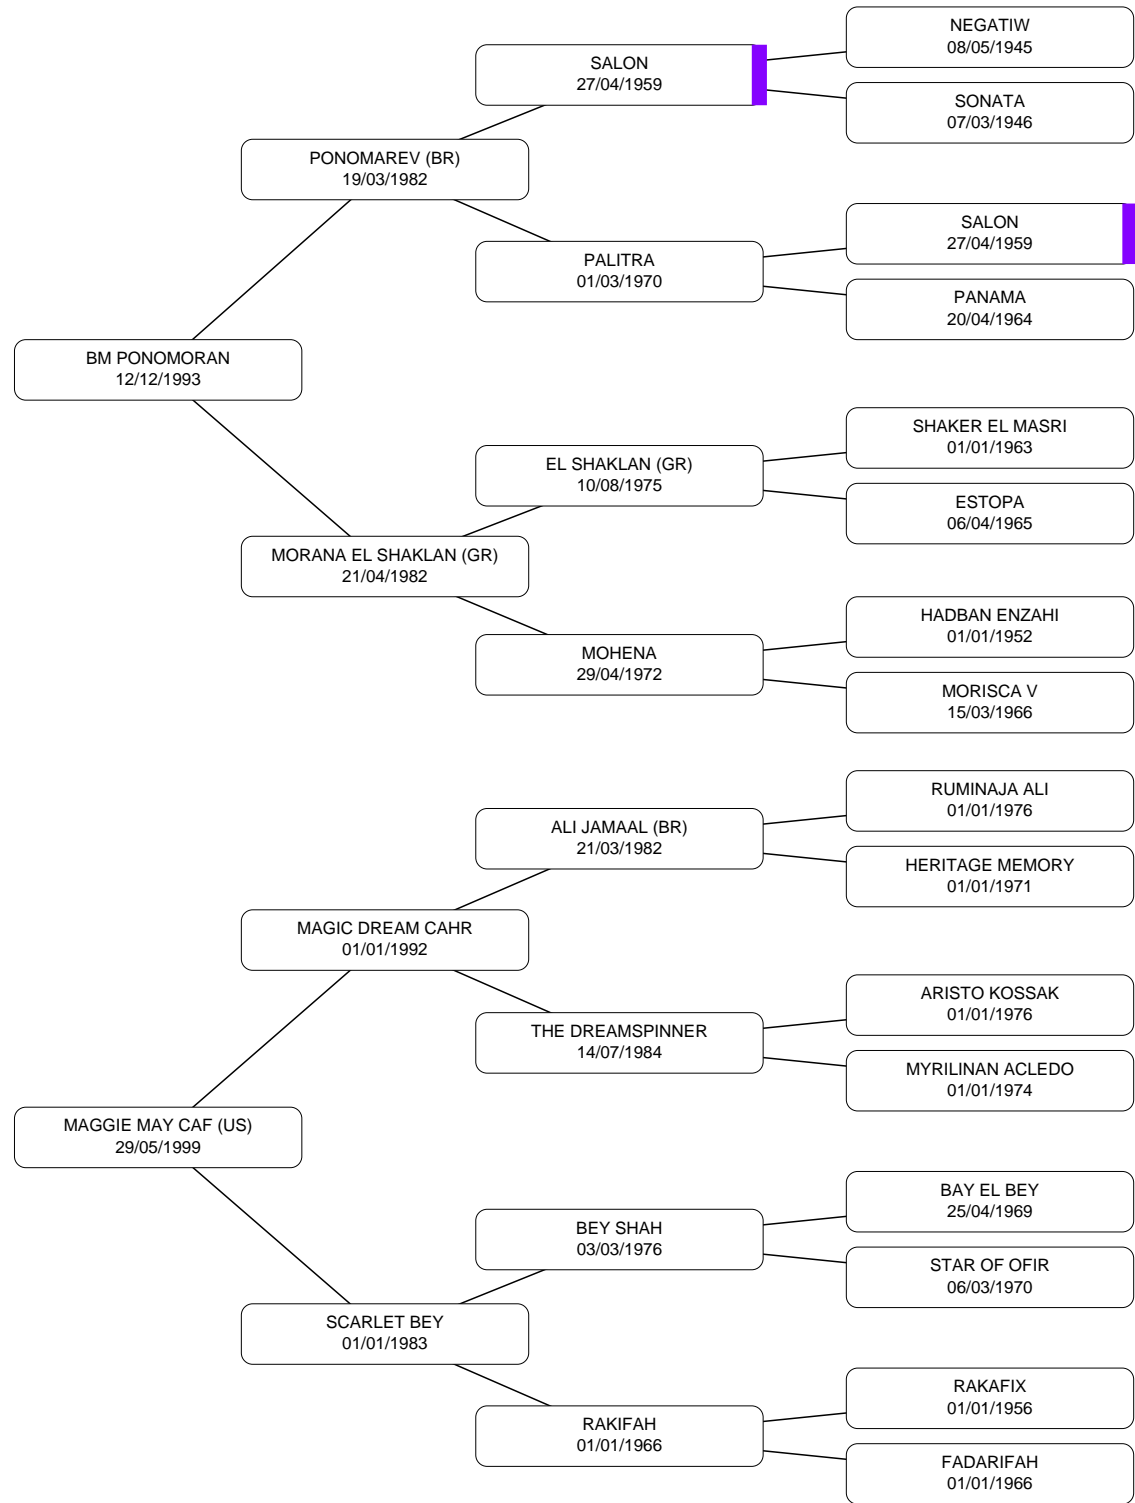 NEGATIW
08/05/1945
SALON
27/04/1959
SONATA
07/03/1946
PONOMAREV (BR)
19/03/1982
SALON
27/04/1959
PALITRA
01/03/1970
PANAMA
20/04/1964
BM PONOMORAN
12/12/1993
SHAKER EL MASRI
01/01/1963
EL SHAKLAN (GR)
10/08/1975
ESTOPA
06/04/1965
MORANA EL SHAKLAN (GR)
21/04/1982
HADBAN ENZAHI
01/01/1952
MOHENA
29/04/1972
MORISCA V
15/03/1966
RUMINAJA ALI
01/01/1976
ALI JAMAAL (BR)
21/03/1982
HERITAGE MEMORY
01/01/1971
MAGIC DREAM CAHR
01/01/1992
ARISTO KOSSAK
01/01/1976
THE DREAMSPINNER
14/07/1984
MYRILINAN ACLEDO
01/01/1974
MAGGIE MAY CAF (US)
29/05/1999
BAY EL BEY
25/04/1969
BEY SHAH
03/03/1976
STAR OF OFIR
06/03/1970
SCARLET BEY
01/01/1983
RAKAFIX
01/01/1956
RAKIFAH
01/01/1966
FADARIFAH
01/01/1966